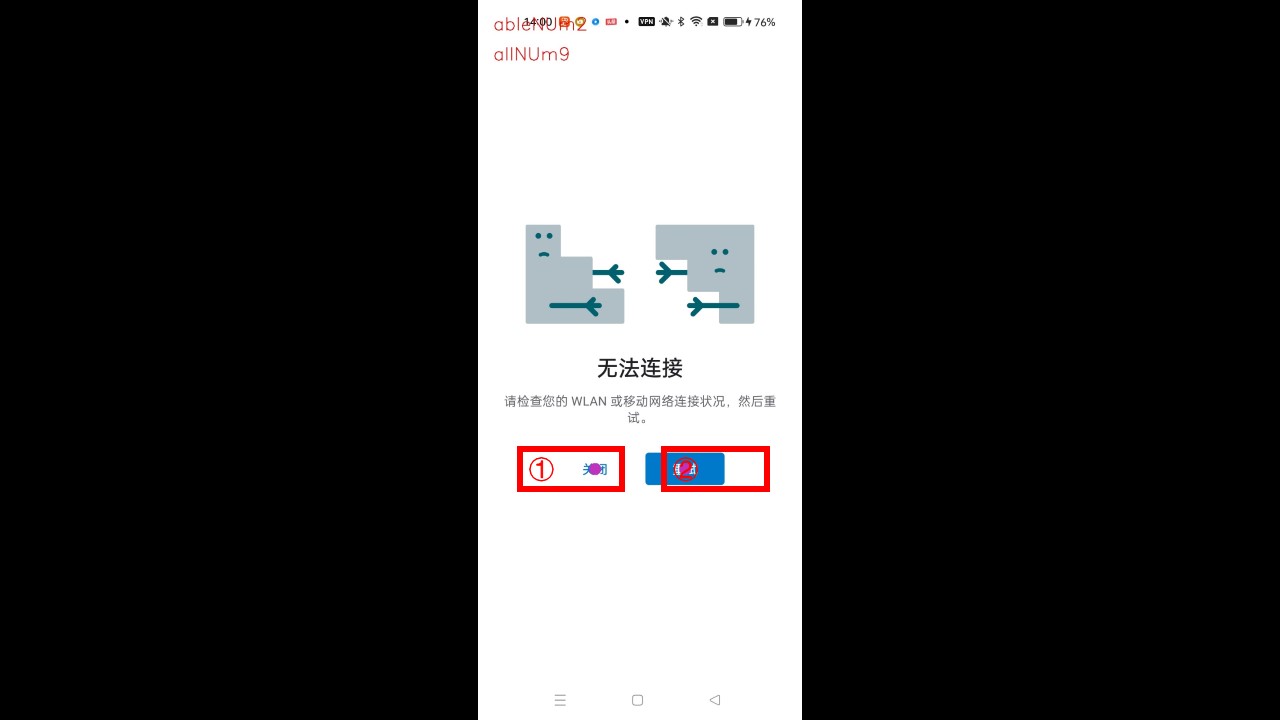 ableNUm2
14:00 VPN 76%
allNUm9
无法连接
请检查您的 WLAN 或移动网络连接状况，然后重
试。
① 关闭 ② 重试